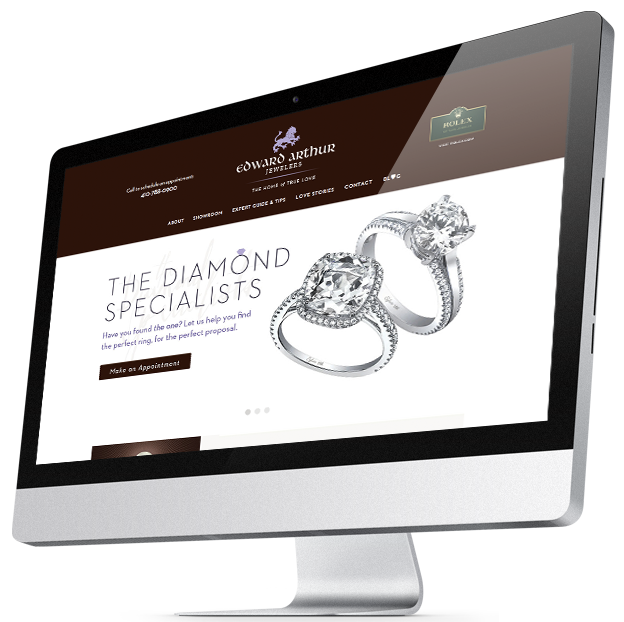 EDWARD ARTHUR
JEWELERS
THE HOME of TRUE LOVE
Call to schedule an appointment
410-788-0900
ROLEX
ABOUT
SHOWROOM
EXPERT GUIDE & TIPS
LOVE STORIES
CONTACT
BL♥G
THE DIAMOND
SPECIALISTS
Have you found the one? Let us help you find
the perfect ring, for the perfect proposal.
Make an Appointment